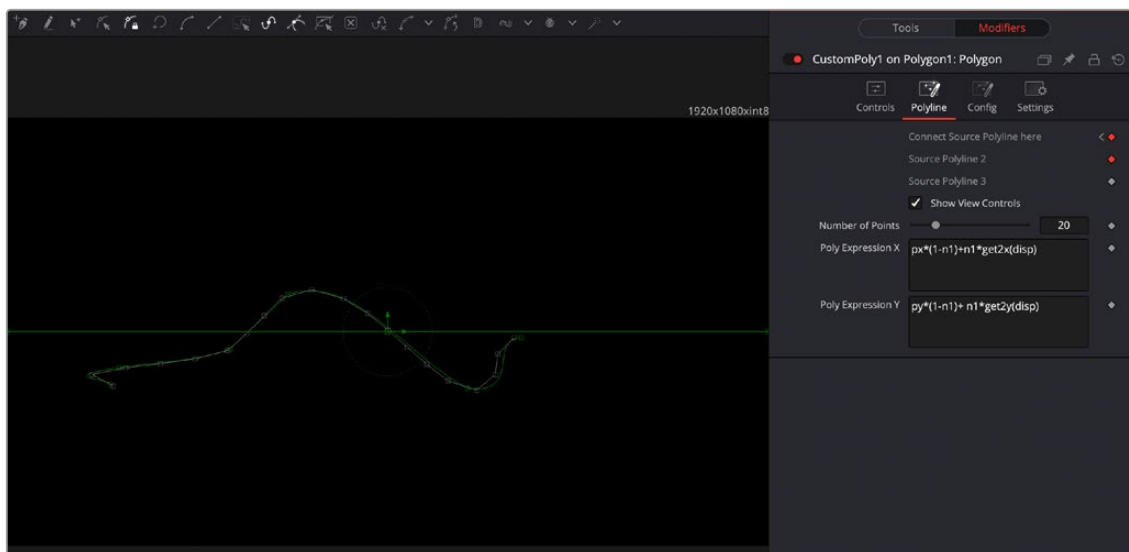 Tools Modifiers
CustomPoly1 on Polygon1: Polygon
Controls Polyline Config Settings
1920x1080xint8
Connect Source Polyline here
Source Polyline 2
Source Polyline 3
Show View Controls
Number of Points 20
Poly Expression X px*(1-n1)+n1*get2x(disp)
Poly Expression Y py*(1-n1)+ n1*get2y(disp)